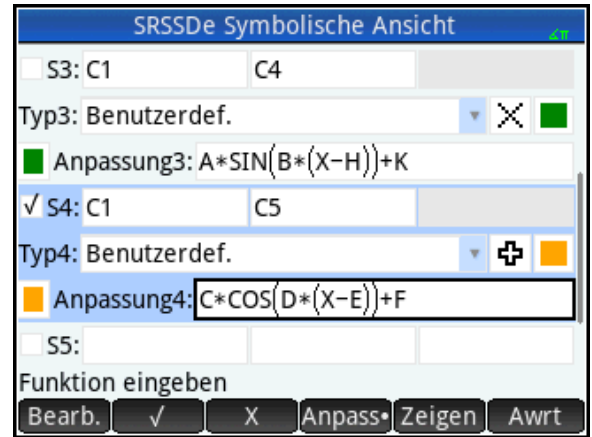 SRSSDe Symbolische Ansicht ∡π
S3: C1 C4
Typ3: Benutzerdef.
Anpassung3: A*SIN(B*(X-H))+K
√ S4: C1 C5
Typ4: Benutzerdef.
Anpassung4: C*COS(D*(X-E))+F
S5:
Funktion eingeben
Bearb. √ X Anpass• Zeigen Awrt